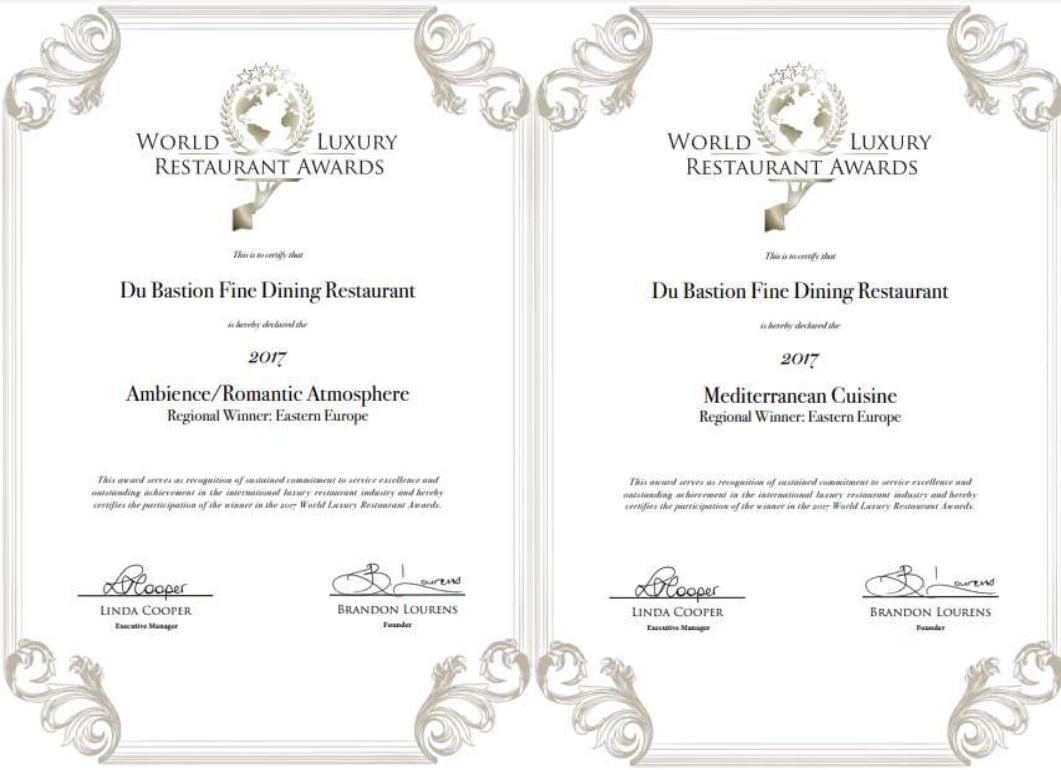 WORLD LUXURY
RESTAURANT AWARDS
This is to certify that
Du Bastion Fine Dining Restaurant
is hereby declared the
2017
Ambience/Romantic Atmosphere
Regional Winner: Eastern Europe
This award serves as recognition of sustained commitment to service excellence and
outstanding achievement in the international luxury restaurant industry and hereby
certifies the participation of the winner in the 2017 World Luxury Restaurant Awards.
LCooper
LINDA COOPER
Executive Manager
B Lourens
BRANDON LOURENS
Founder
WORLD LUXURY
RESTAURANT AWARDS
This is to certify that
Du Bastion Fine Dining Restaurant
is hereby declared the
2017
Mediterranean Cuisine
Regional Winner: Eastern Europe
This award serves as recognition of sustained commitment to service excellence and
outstanding achievement in the international luxury restaurant industry and hereby
certifies the participation of the winner in the 2017 World Luxury Restaurant Awards.
LCooper
LINDA COOPER
Executive Manager
B Lourens
BRANDON LOURENS
Founder